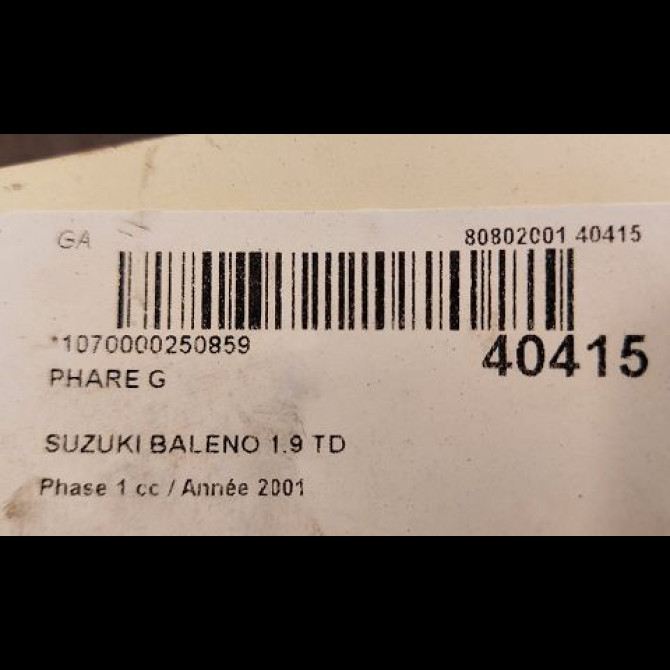 GA 80802001 40415
*1070000250859 40415
PHARE G
SUZUKI BALENO 1.9 TD
Phase 1 cc / Année 2001